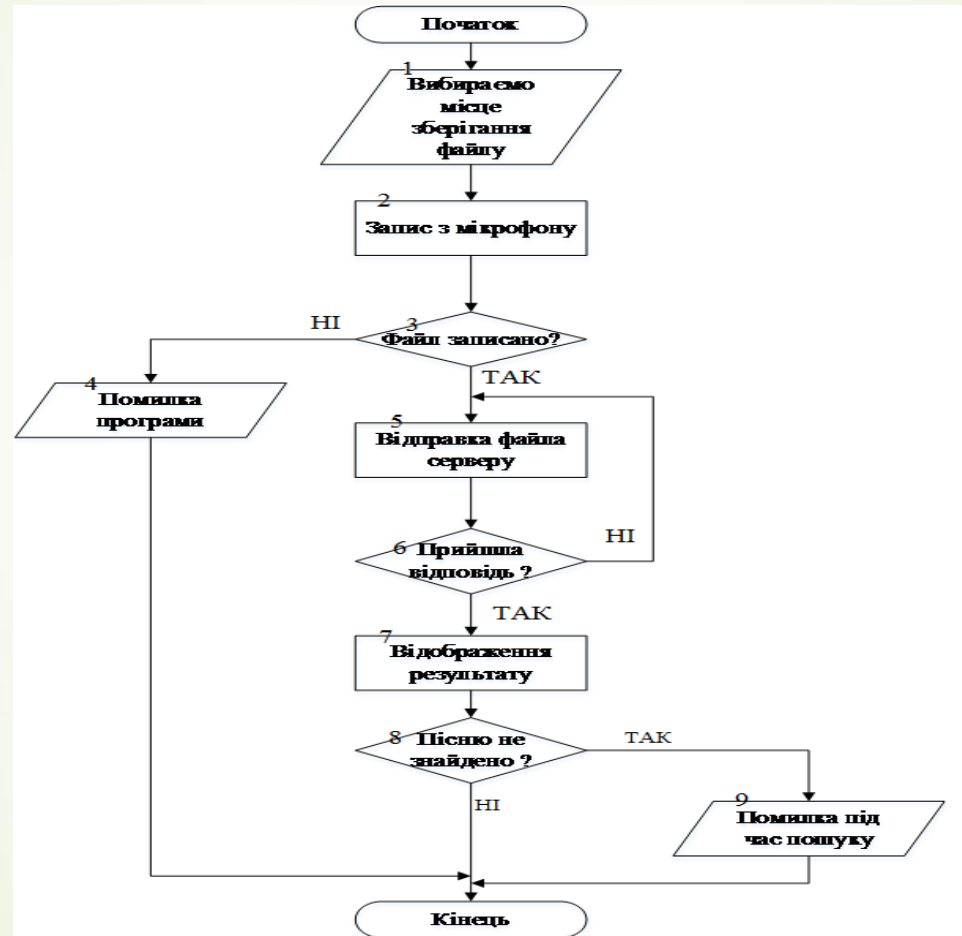 Початок
1
Вибираємо
місце
зберігання
файлу
2
Запис з мікрофону
3
Файл записано?
НІ
ТАК
4
Помилка
програми
5
Відправка файла
серверу
6
Прийшла
відповідь ?
НІ
ТАК
7
Відображення
результату
8
Пісню не
знайдено ?
ТАК
НІ
9
Помилка під
час пошуку
Кінець